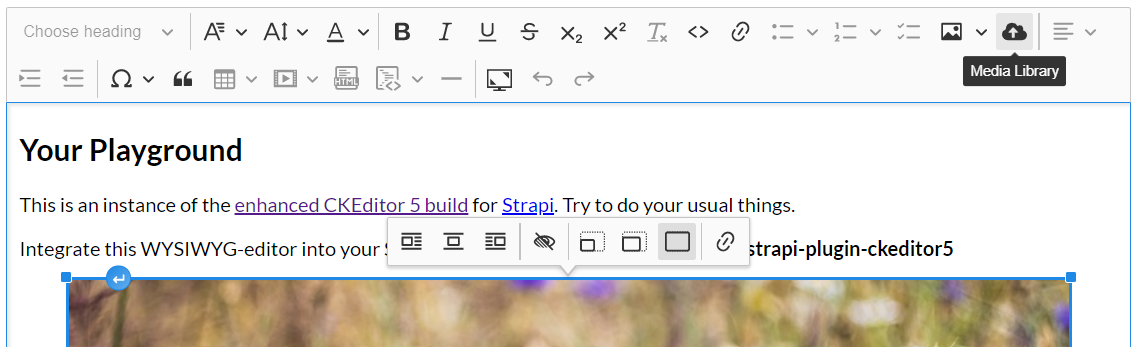 Choose heading
Media Library
Your Playground
This is an instance of the enhanced CKEditor 5 build for Strapi. Try to do your usual things.
Integrate this WYSIWYG-editor into your strapi-plugin-ckeditor5